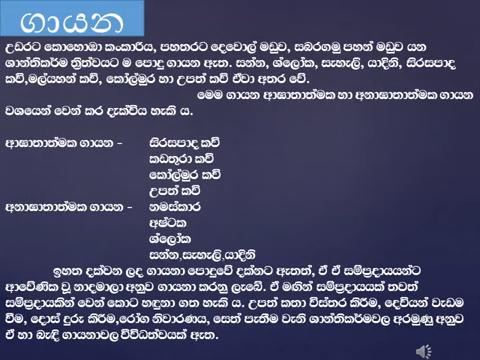 ගායන
උඩරට කොහොඹා කංකාරිය, පහතරට දෙවොල් මඩුව, සබරගමු පහන් මඩුව යන
ශාන්තිකර්ම ත්‍රිත්වයට ම පොදු ගායන ඇත. සන්න, ශ්ලෝක, සැහැලි, යාදිනි, සිරසපාද
කවි,මල්යහන් කවි, කෝල්මුර හා උපත් කවි ඒවා අතර වේ.
මෙම ගායන ආඝාතාත්මක හා අනාඝාතාත්මක ගායන
වශයෙන් වෙන් කර දැක්විය හැකි ය.
ආඝාතාත්මක ගායන - සිරසපාද කවි
කඩතුරා කවි
කෝල්මුර කවි
උපත් කවි
අනාඝාතාත්මක ගායන - නමස්කාර
අෂ්ටක
ශ්ලෝක
සන්න,සැහැලි,යාදිනි
ඉහත දක්වන ලද ගායනා පොදුවේ දක්නට ඇතත්, ඒ ඒ සම්ප්‍රදායයන්ට
ආවේණික වූ නාදමාලා අනුව ගායනා කරනු ලැබේ. ඒ මගින් සම්ප්‍රදායයක් තවත්
සම්ප්‍රදායකින් වෙන් කොට හඳුනා ගත හැකි ය. උපත් කතා විස්තර කිරීම, දෙවියන් වැඩම
වීම, දොස් දුරු කිරීම,රෝග නිවාරණය, සෙත් පැතීම වැනි ශාන්තිකර්මවල අරමුණු අනුව
ඒ හා බැඳි ගායනාවල විවිධත්වයක් ඇත.